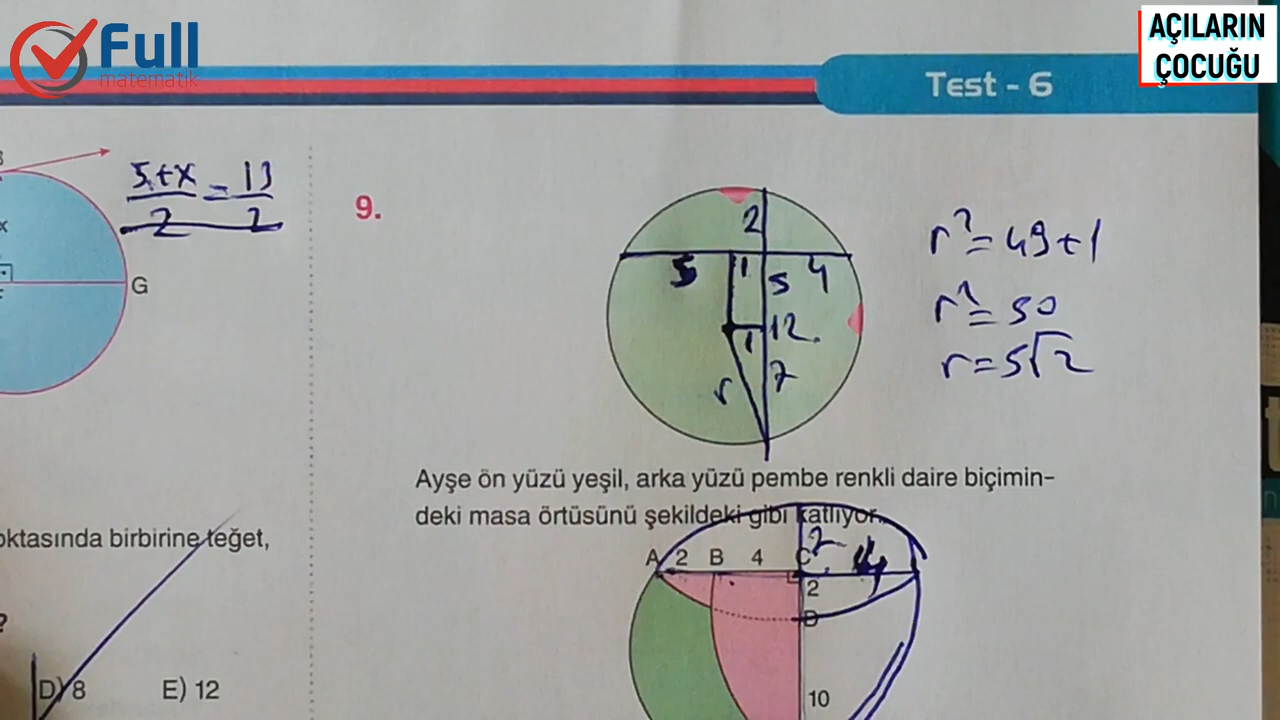 Full
matematik
AÇILARIN
ÇOCUĞU
Test - 6
5+x/2 = 13/2
G
9.
2
5 1 5 4
1 12
r 7
r² = 49+1
r² = 50
r = 5√2
Ayşe ön yüzü yeşil, arka yüzü pembe renkli daire biçimin-
deki masa örtüsünü şekildeki gibi katlıyor.
oktasında birbirine teğet,
A 2 B 4 C 2 4
2
D
10
?
D) 8 E) 12